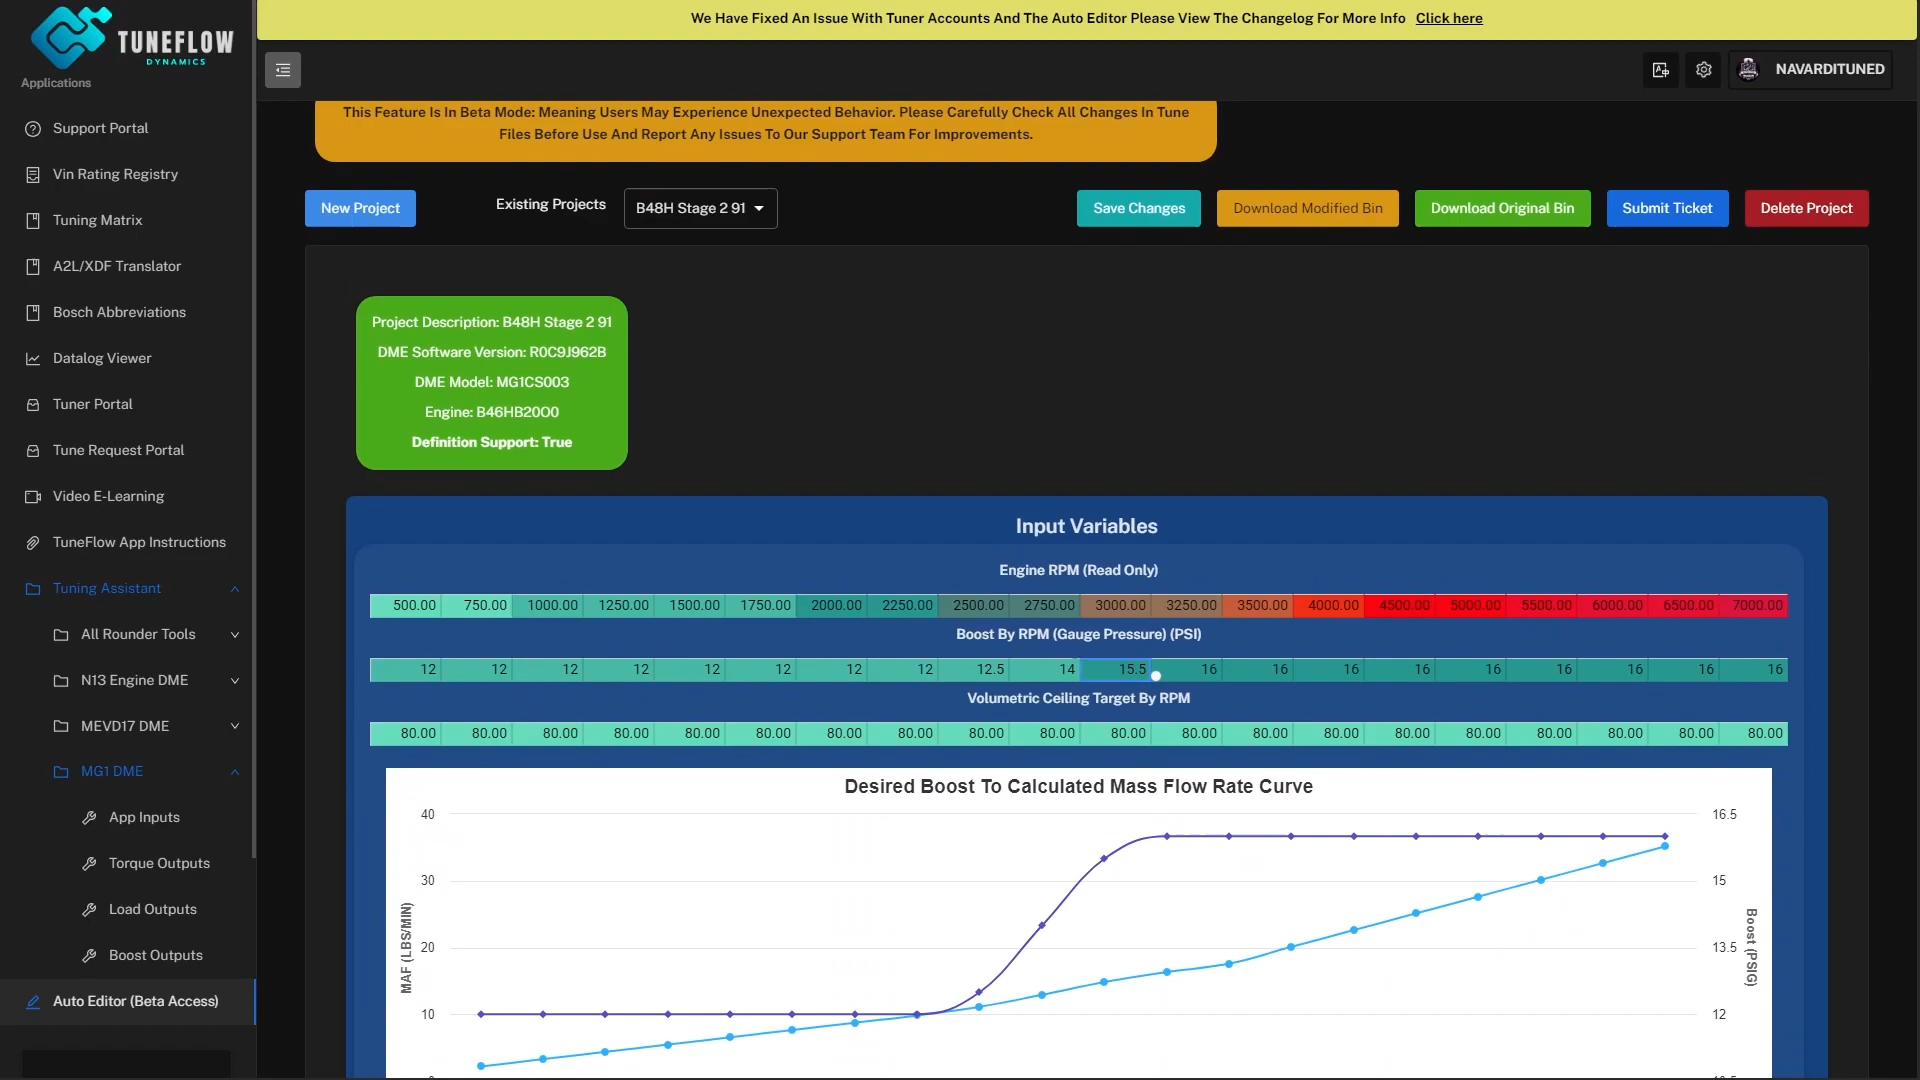 We Have Fixed An Issue With Tuner Accounts And The Auto Editor Please View The Changelog For More Info Click here
TUNEFLOW
DYNAMICS
Applications
NAVARDITUNED
Support Portal
Vin Rating Registry
Tuning Matrix
A2L/XDF Translator
Bosch Abbreviations
Datalog Viewer
Tuner Portal
Tune Request Portal
Video E-Learning
TuneFlow App Instructions
Tuning Assistant
All Rounder Tools
N13 Engine DME
MEVD17 DME
MG1 DME
App Inputs
Torque Outputs
Load Outputs
Boost Outputs
Auto Editor (Beta Access)
This Feature Is In Beta Mode: Meaning Users May Experience Unexpected Behavior. Please Carefully Check All Changes In Tune
Files Before Use And Report Any Issues To Our Support Team For Improvements.
New Project
Existing Projects
B48H Stage 2 91
Save Changes
Download Modified Bin
Download Original Bin
Submit Ticket
Delete Project
Project Description: B48H Stage 2 91
DME Software Version: R0C9J962B
DME Model: MG1CS003
Engine: B46HB20O0
Definition Support: True
Input Variables
Engine RPM (Read Only)
500.00 750.00 1000.00 1250.00 1500.00 1750.00 2000.00 2250.00 2500.00 2750.00 3000.00 3250.00 3500.00 4000.00 4500.00 5000.00 5500.00 6000.00 6500.00 7000.00
Boost By RPM (Gauge Pressure) (PSI)
12 12 12 12 12 12 12 12 12.5 14 15.5 16 16 16 16 16 16 16 16 16
Volumetric Ceiling Target By RPM
80.00 80.00 80.00 80.00 80.00 80.00 80.00 80.00 80.00 80.00 80.00 80.00 80.00 80.00 80.00 80.00 80.00 80.00 80.00 80.00
Desired Boost To Calculated Mass Flow Rate Curve
40 16.5
30 15
20 13.5
10 12
MAF (LBS/MIN)
Boost (PSIG)